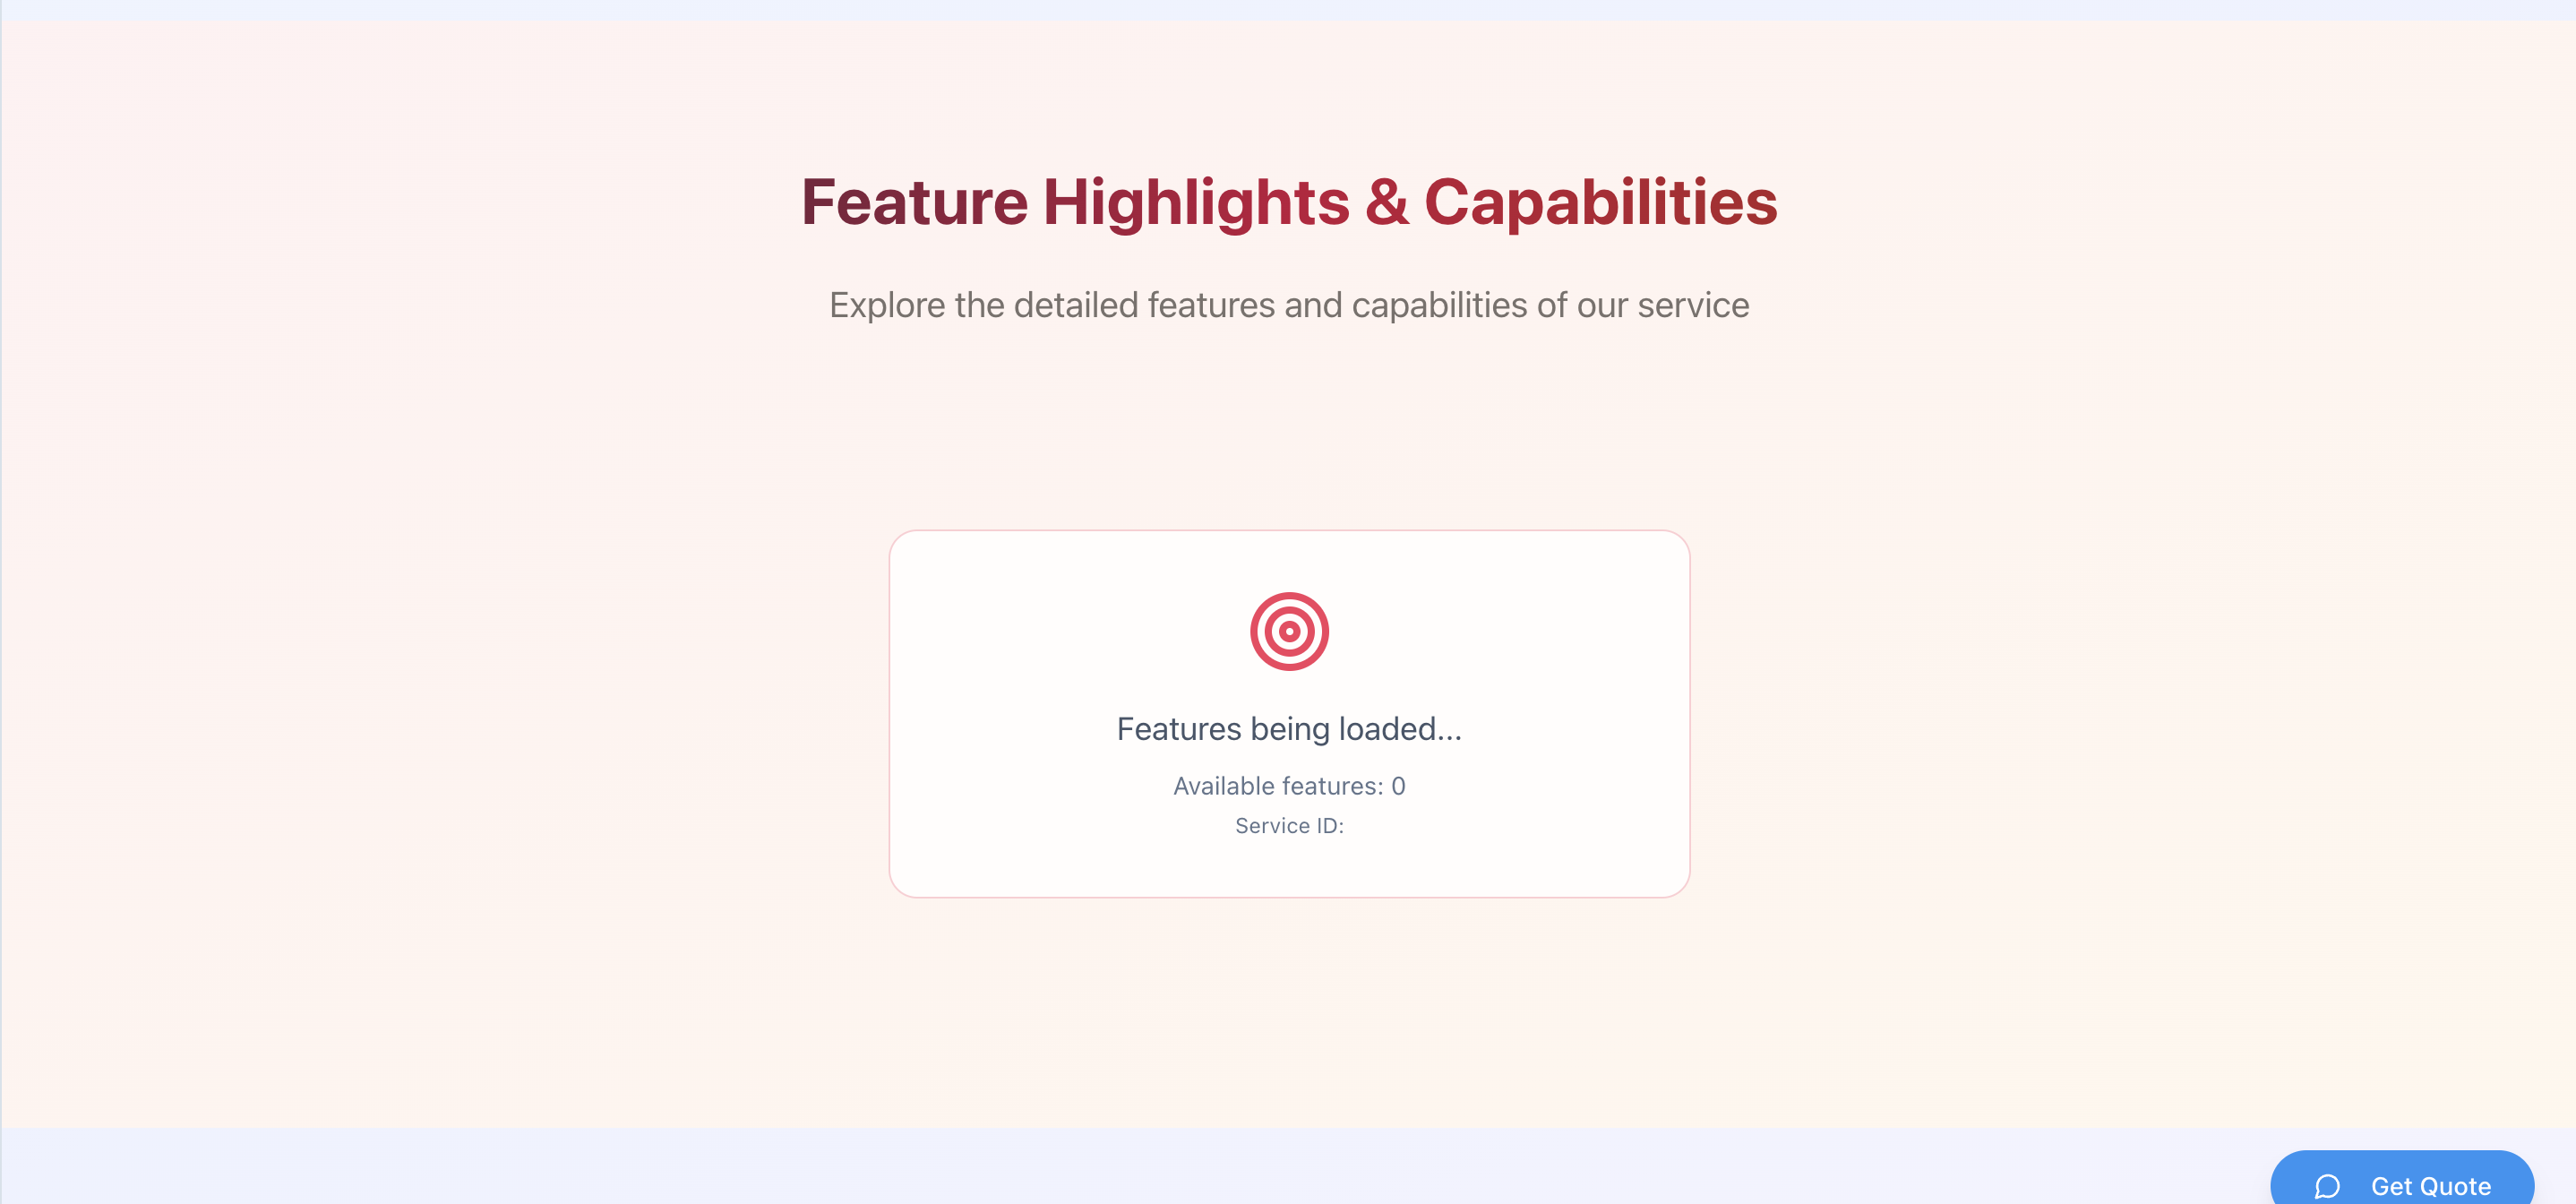 Feature Highlights & Capabilities
Explore the detailed features and capabilities of our service
Features being loaded...
Available features: 0
Service ID:
Get Quote